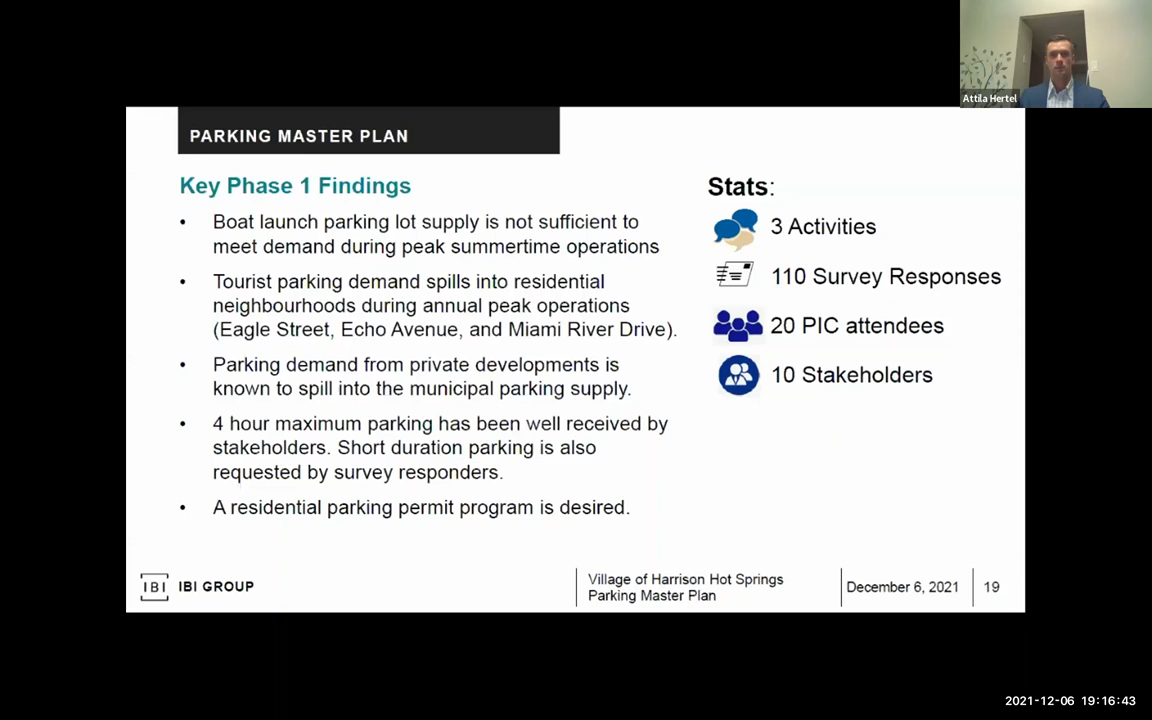 Attila Hertel
PARKING MASTER PLAN
Key Phase 1 Findings
• Boat launch parking lot supply is not sufficient to
meet demand during peak summertime operations
• Tourist parking demand spills into residential
neighbourhoods during annual peak operations
(Eagle Street, Echo Avenue, and Miami River Drive).
• Parking demand from private developments is
known to spill into the municipal parking supply.
• 4 hour maximum parking has been well received by
stakeholders. Short duration parking is also
requested by survey responders.
• A residential parking permit program is desired.
Stats:
3 Activities
110 Survey Responses
20 PIC attendees
10 Stakeholders
IBI IBI GROUP
Village of Harrison Hot Springs
Parking Master Plan
December 6, 2021
19
2021-12-06 19:16:43